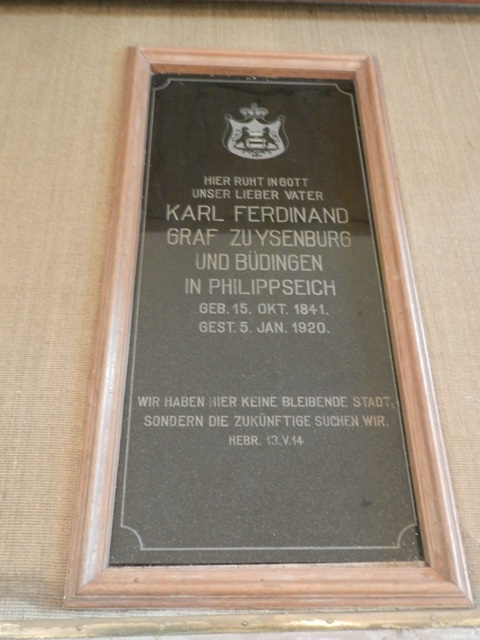 HIER RUHT IN GOTT
UNSER LIEBER VATER
KARL FERDINAND
GRAF ZU YSENBURG
UND BÜDINGEN
IN PHILIPPSEICH
GEB. 15. OKT. 1841.
GEST. 5. JAN. 1920.
WIR HABEN HIER KEINE BLEIBENDE STADT,
SONDERN DIE ZUKÜNFTIGE SUCHEN WIR.
HEBR. 13.V.14